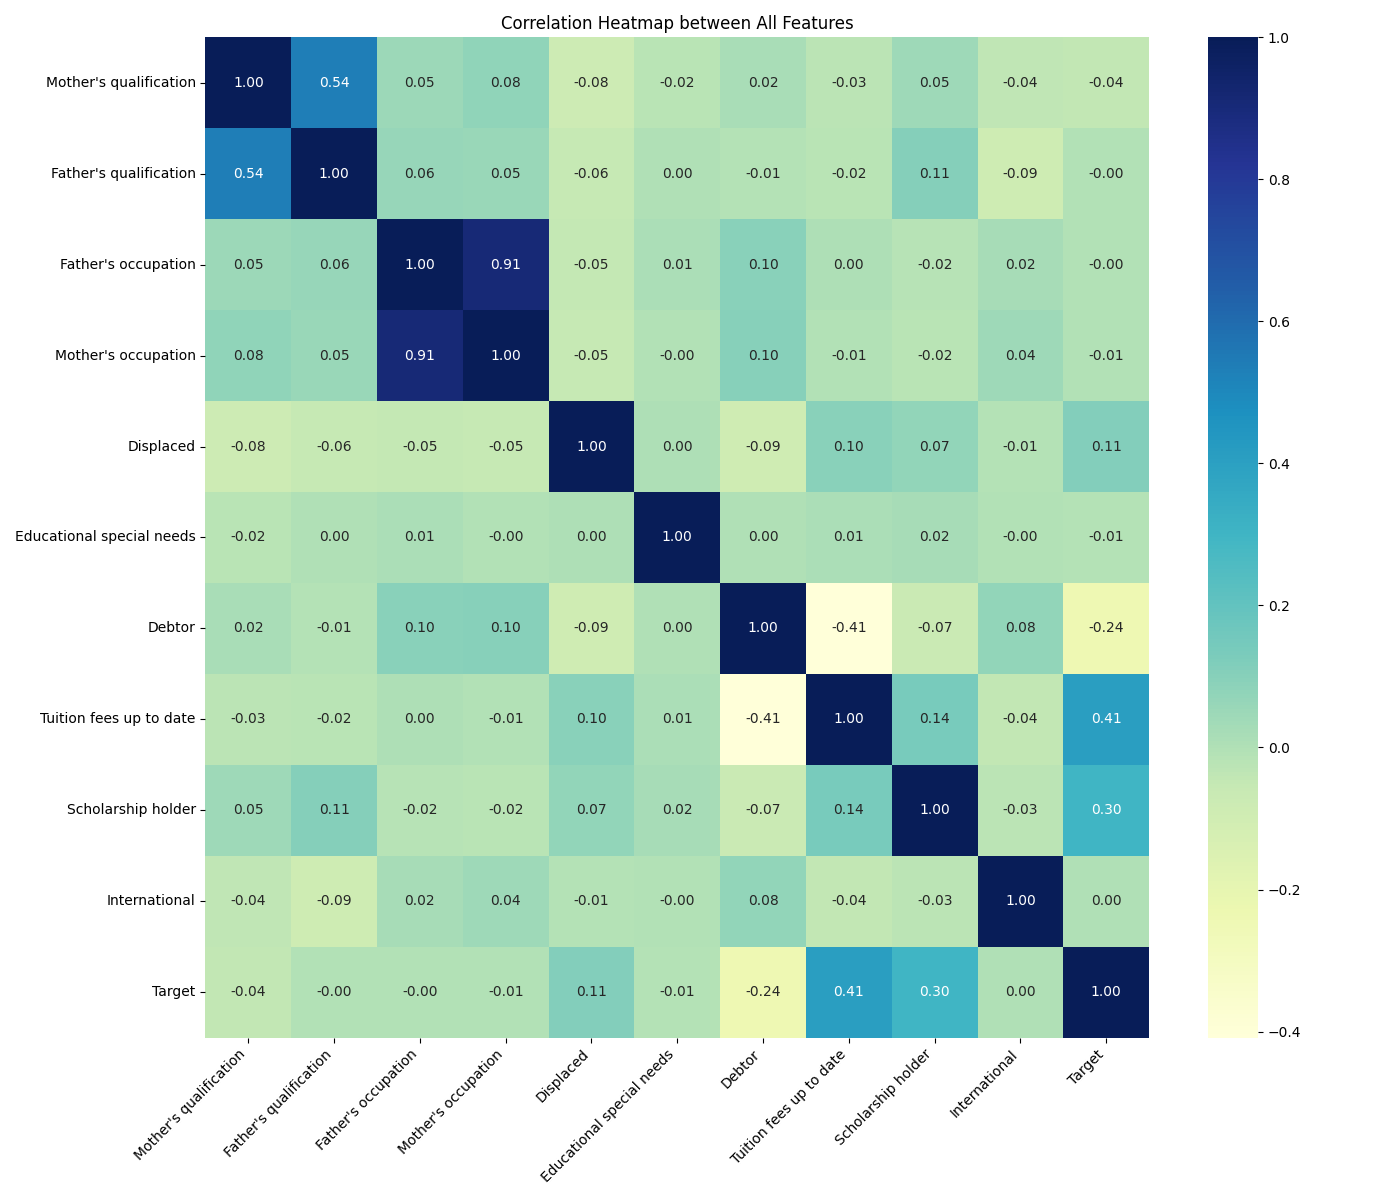 Correlation Heatmap between All Features
Mother's qualification 1.00 0.54 0.05 0.08 -0.08 -0.02 0.02 -0.03 0.05 -0.04 -0.04
Father's qualification 0.54 1.00 0.06 0.05 -0.06 0.00 -0.01 -0.02 0.11 -0.09 -0.00
Father's occupation 0.05 0.06 1.00 0.91 -0.05 0.01 0.10 0.00 -0.02 0.02 -0.00
Mother's occupation 0.08 0.05 0.91 1.00 -0.05 -0.00 0.10 -0.01 -0.02 0.04 -0.01
Displaced -0.08 -0.06 -0.05 -0.05 1.00 0.00 -0.09 0.10 0.07 -0.01 0.11
Educational special needs -0.02 0.00 0.01 -0.00 0.00 1.00 0.00 0.01 0.02 -0.00 -0.01
Debtor 0.02 -0.01 0.10 0.10 -0.09 0.00 1.00 -0.41 -0.07 0.08 -0.24
Tuition fees up to date -0.03 -0.02 0.00 -0.01 0.10 0.01 -0.41 1.00 0.14 -0.04 0.41
Scholarship holder 0.05 0.11 -0.02 -0.02 0.07 0.02 -0.07 0.14 1.00 -0.03 0.30
International -0.04 -0.09 0.02 0.04 -0.01 -0.00 0.08 -0.04 -0.03 1.00 0.00
Target -0.04 -0.00 -0.00 -0.01 0.11 -0.01 -0.24 0.41 0.30 0.00 1.00
Mother's qualification
Father's qualification
Father's occupation
Mother's occupation
Displaced
Educational special needs
Debtor
Tuition fees up to date
Scholarship holder
International
Target
1.0
0.8
0.6
0.4
0.2
0.0
−0.2
−0.4